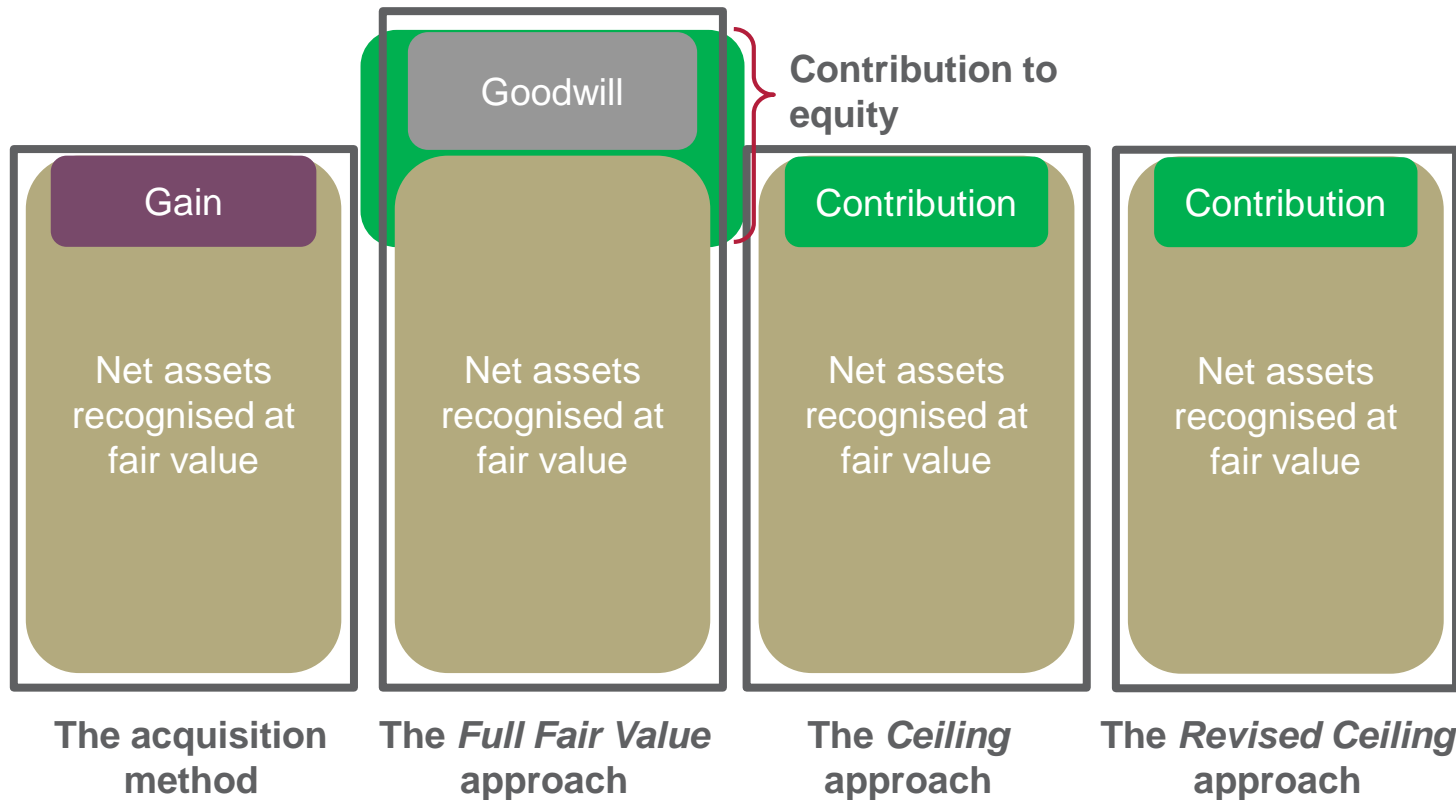 Goodwill
Contribution to
equity
Gain
Contribution
Contribution
Net assets
recognised at
fair value
Net assets
recognised at
fair value
Net assets
recognised at
fair value
Net assets
recognised at
fair value
The acquisition
method
The Full Fair Value
approach
The Ceiling
approach
The Revised Ceiling
approach